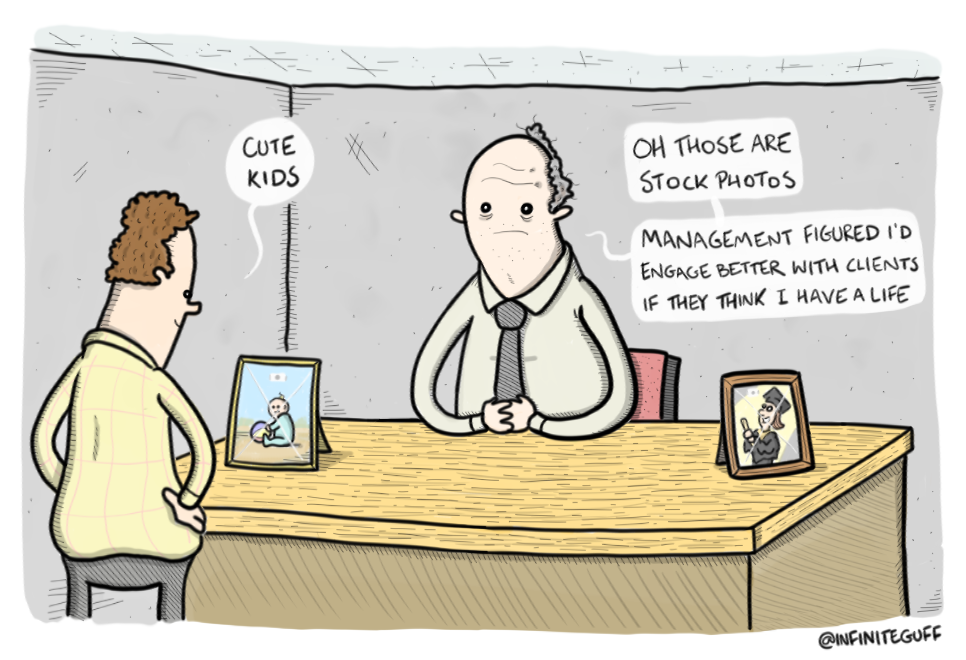 CUTE
KIDS
OH THOSE ARE
STOCK PHOTOS
MANAGEMENT FIGURED I'D
ENGAGE BETTER WITH CLIENTS
IF THEY THINK I HAVE A LIFE
@INFINITEGUFF